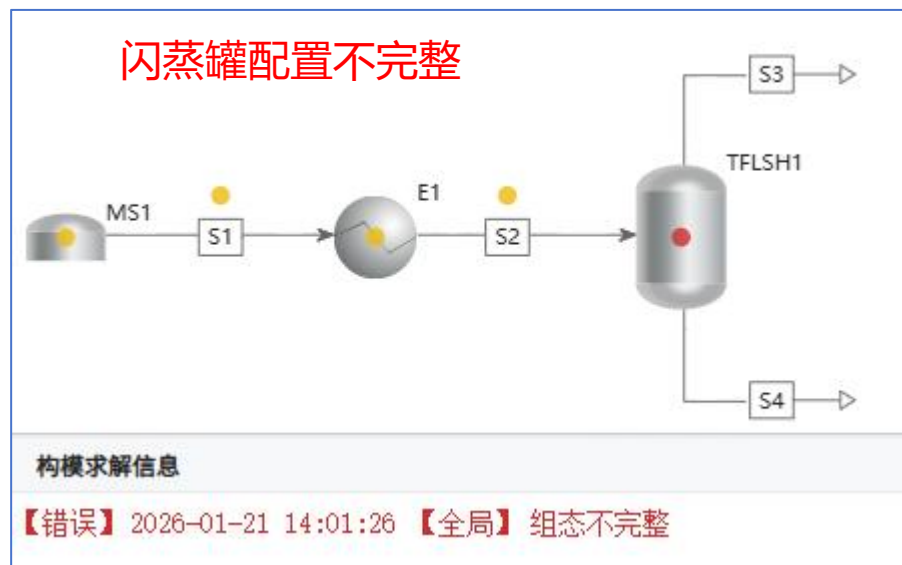 闪蒸罐配置不完整
S3
TFLSH1
E1
MS1
S1
S2
S4
构模求解信息
【错误】 2026-01-21 14:01:26 【全局】 组态不完整